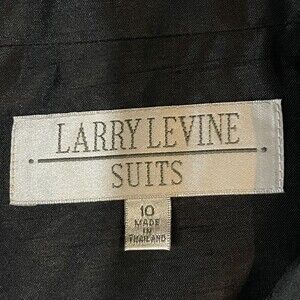 LARRY LEVINE
SUITS
10
MADE
IN
THAILAND